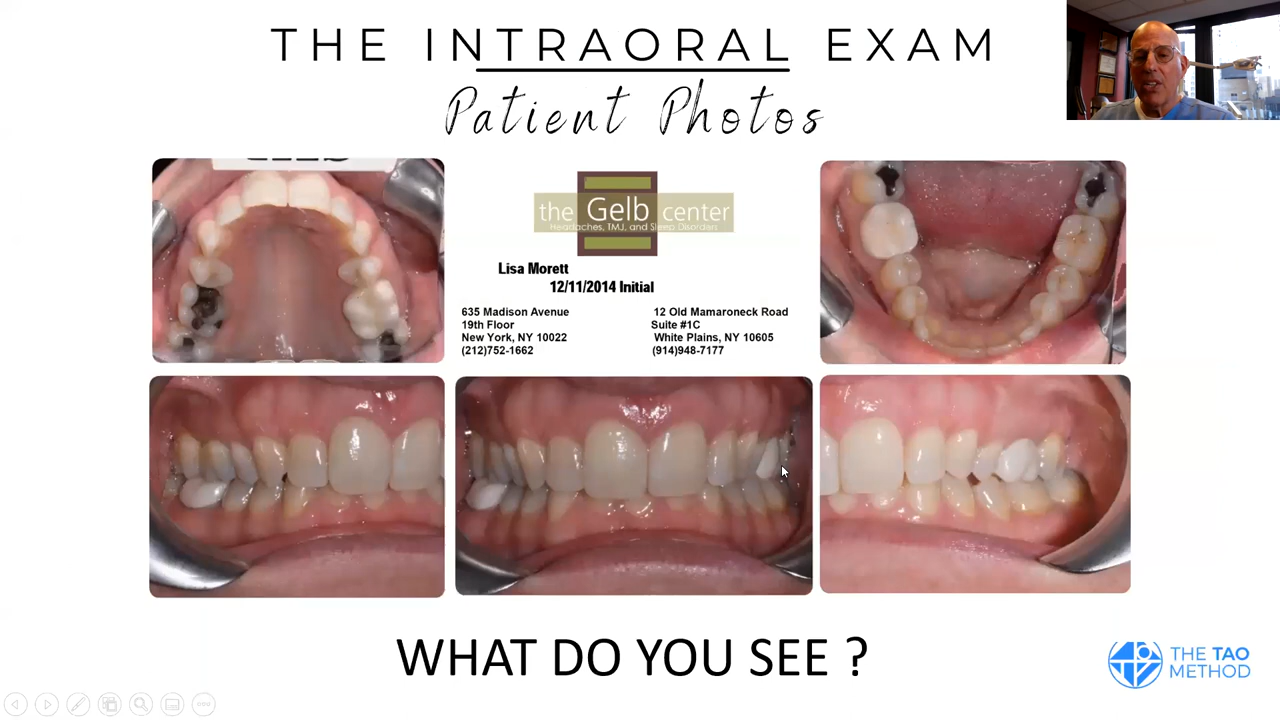 THE INTRAORAL EXAM
Patient Photos
the Gelb center
Headaches, TMJ, and Sleep Disorders
Lisa Morett
12/11/2014 Initial
635 Madison Avenue
19th Floor
New York, NY 10022
(212)752-1662
12 Old Mamaroneck Road
Suite #1C
White Plains, NY 10605
(914)948-7177
WHAT DO YOU SEE ?
THE TAO
METHOD